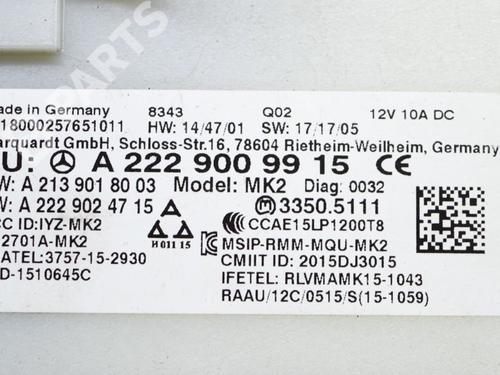 PARTS
ade in Germany 8343 Q02 12V 10A DC
18000257651011 HW: 14/47/01 SW: 17/17/05
arquardt GmbH, Schloss-Str.16, 78604 Rietheim-Weilheim, Germany
U: A 222 900 99 15 CE
W: A 213 901 80 03 Model: MK2 Diag: 0032
W: A 222 902 47 15 3350.5111
CC ID:IYZ-MK2 CCAE15LP1200T8
2701A-MK2 H 011 15 MSIP-RMM-MQU-MK2
ATEL:3757-15-2930 CMIIT ID: 2015DJ3015
D-1510645C IFETEL: RLVMAMK15-1043
RAAU/12C/0515/S(15-1059)